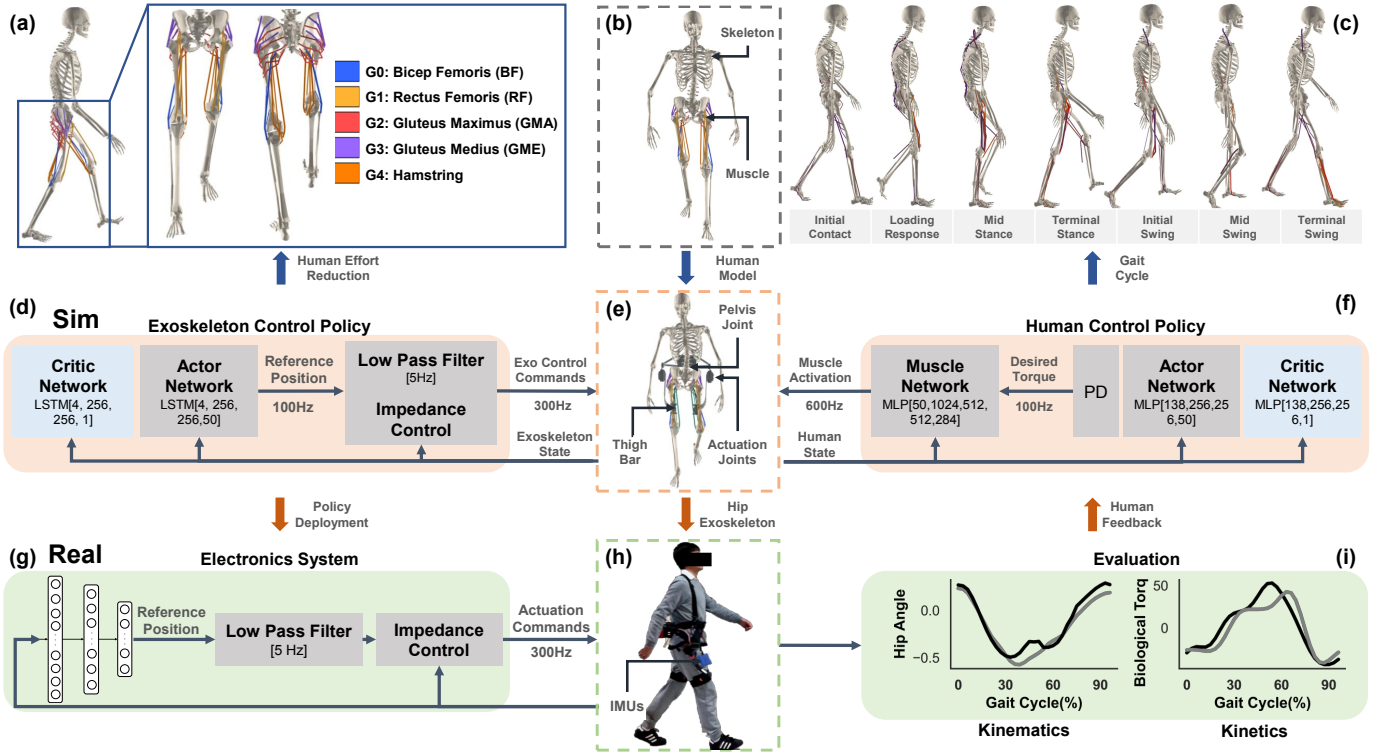 (a)
G0: Bicep Femoris (BF)
G1: Rectus Femoris (RF)
G2: Gluteus Maximus (GMA)
G3: Gluteus Medius (GME)
G4: Hamstring
(b)
Skeleton
Muscle
(c)
Initial
Contact
Loading
Response
Mid
Stance
Terminal
Stance
Initial
Swing
Mid
Swing
Terminal
Swing
Human Effort
Reduction
Human
Model
Gait
Cycle
(d)
Sim
Exoskeleton Control Policy
Critic
Network
LSTM[4, 256,
256, 1]
Actor
Network
LSTM[4, 256,
256,50]
Reference
Position
100Hz
Low Pass Filter
[5Hz]
Impedance
Control
Exo Control
Commands
300Hz
Exoskeleton
State
(e)
Pelvis
Joint
Thigh
Bar
Actuation
Joints
(f)
Human Control Policy
Muscle
Activation
600Hz
Human
State
Muscle
Network
MLP[50,1024,512,
512,284]
Desired
Torque
100Hz
PD
Actor
Network
MLP[138,256,25
6,50]
Critic
Network
MLP[138,256,25
6,1]
Policy
Deployment
Hip
Exoskeleton
Human
Feedback
(g)
Real
Electronics System
Reference
Position
Low Pass Filter
[5 Hz]
Impedance
Control
Actuation
Commands
300Hz
(h)
IMUs
(i)
Evaluation
Hip Angle
0.0
−0.5
0
30
60
90
Gait Cycle(%)
Kinematics
Biological Torq
50
0
0
30
60
90
Gait Cycle(%)
Kinetics